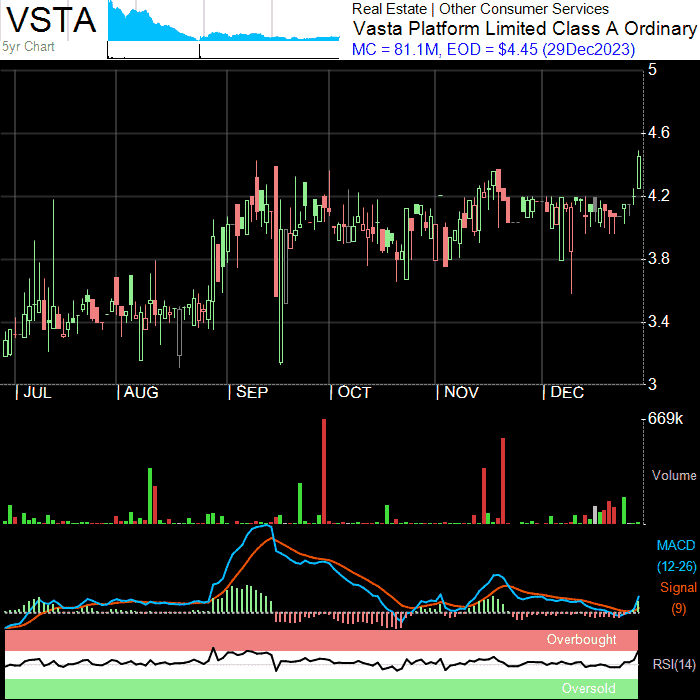 VSTA
5yr Chart
Real Estate | Other Consumer Services
Vasta Platform Limited Class A Ordinary
MC = 81.1M, EOD = $4.45 (29Dec2023)
5
4.6
4.2
3.8
3.4
3
| JUL | AUG | SEP | OCT | NOV | DEC
669k
Volume
MACD
(12-26)
Signal
(9)
Overbought
RSI(14)
Oversold